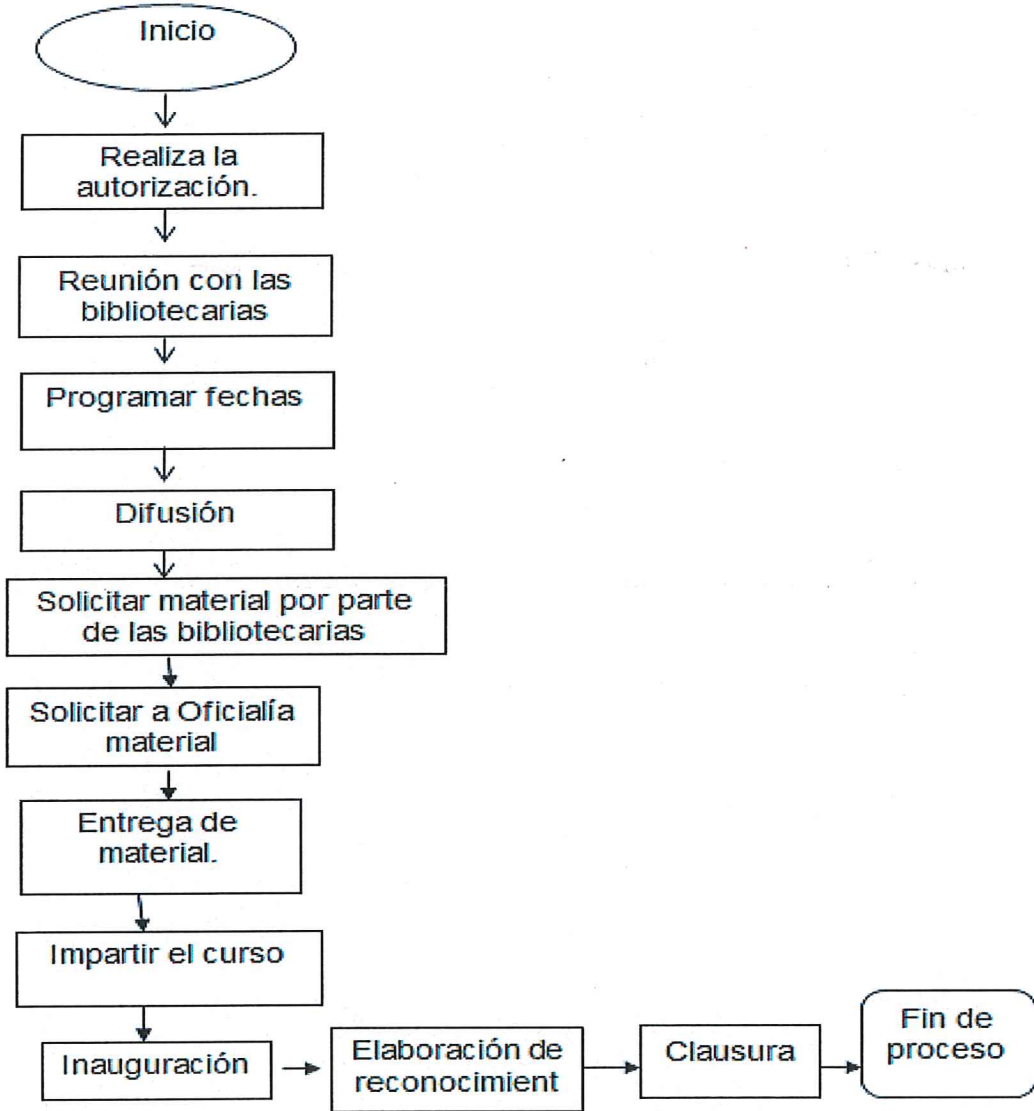 Inicio
Realiza la
autorización.
Reunión con las
bibliotecarias
Programar fechas
Difusión
Solicitar material por parte
de las bibliotecarias
Solicitar a Oficialía
material
Entrega de
material.
Impartir el curso
Inauguración
Elaboración de
reconocimient
Clausura
Fin de
proceso